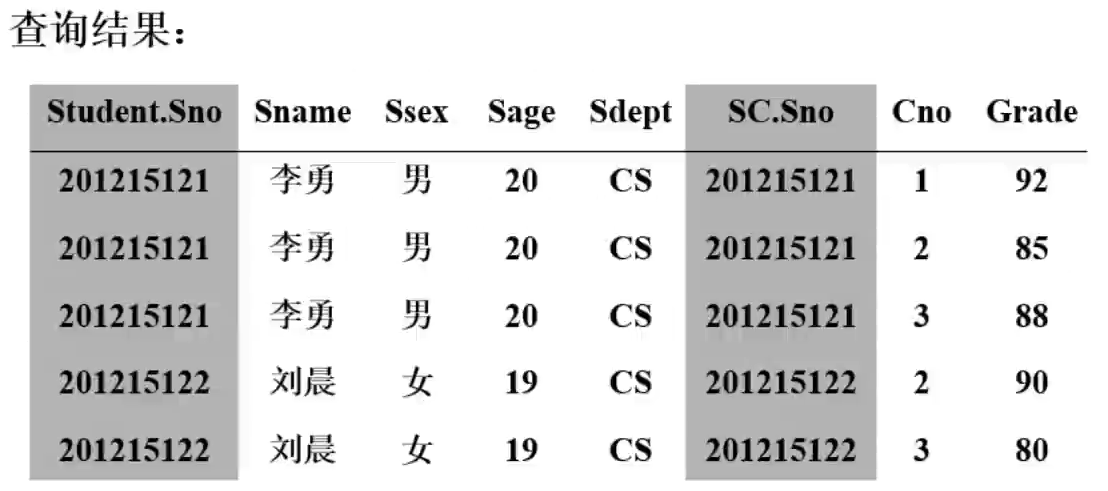 查询结果：
Student.Sno Sname Ssex Sage Sdept SC.Sno Cno Grade
201215121 李勇 男 20 CS 201215121 1 92
201215121 李勇 男 20 CS 201215121 2 85
201215121 李勇 男 20 CS 201215121 3 88
201215122 刘晨 女 19 CS 201215122 2 90
201215122 刘晨 女 19 CS 201215122 3 80